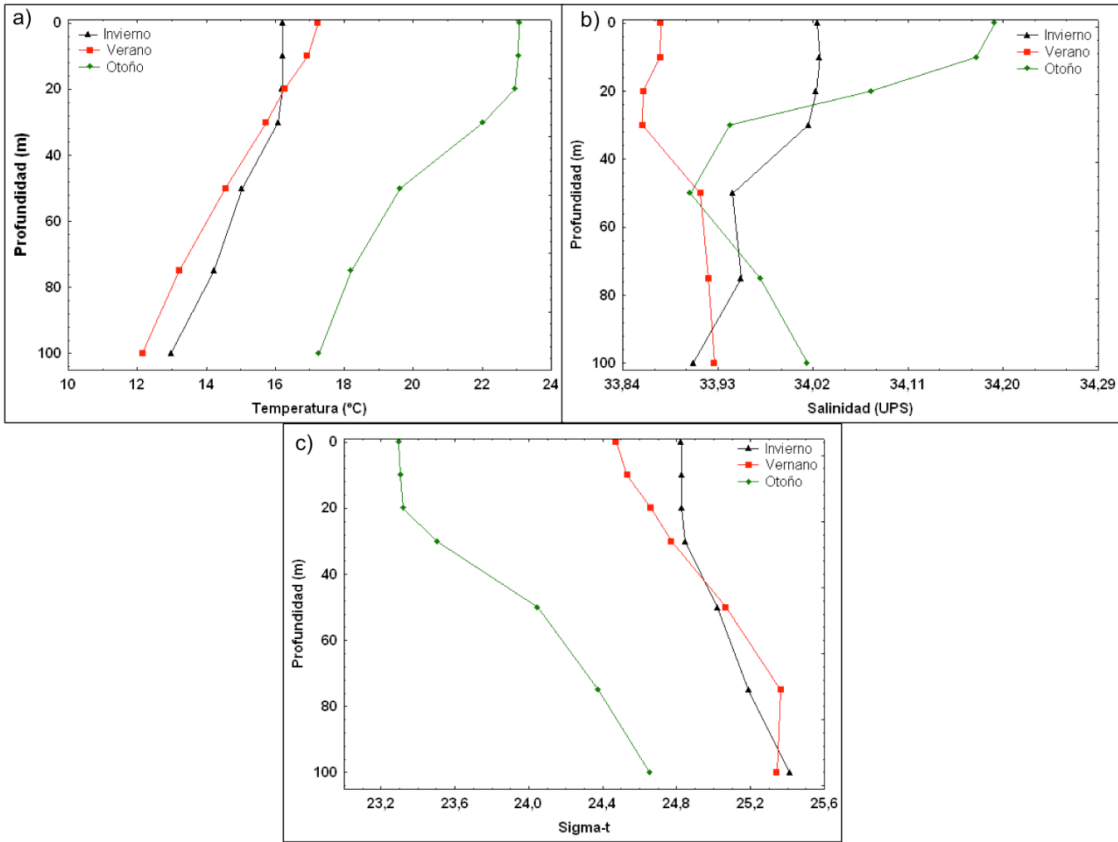 a)
0
20
40
60
80
100
Profundidad (m)
Invierno
Verano
Otoño
10 12 14 16 18 20 22 24
Temperatura (°C)
b)
0
20
40
60
80
100
Profundidad (m)
Invierno
Verano
Otoño
33,84 33,93 34,02 34,11 34,20 34,29
Salinidad (UPS)
c)
0
20
40
60
80
100
Profundidad (m)
Invierno
Vernano
Otoño
23,2 23,6 24,0 24,4 24,8 25,2 25,6
Sigma-t